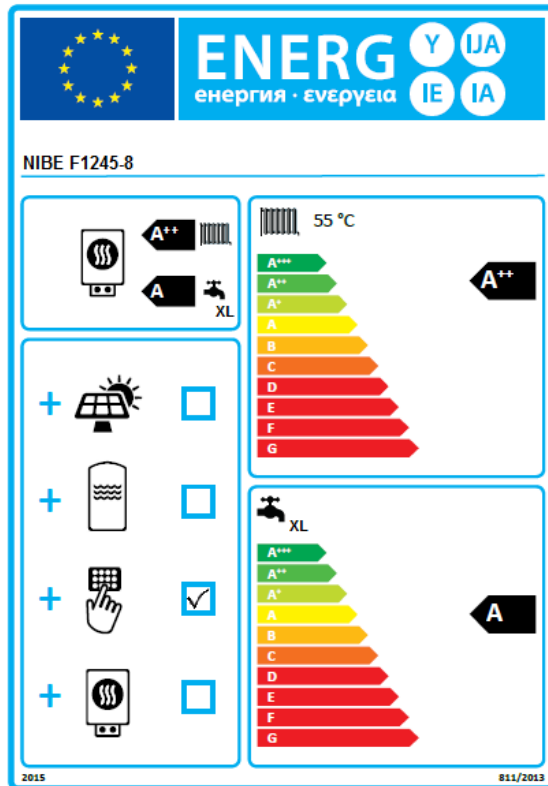 ENERG
Y IJA
енергия · ενεργεια
IE IA
NIBE F1245-8
A++
A
XL
55 °C
A+++
A++
A+
A
B
C
D
E
F
G
A++
XL
A+++
A++
A+
A
B
C
D
E
F
G
A
2015
811/2013